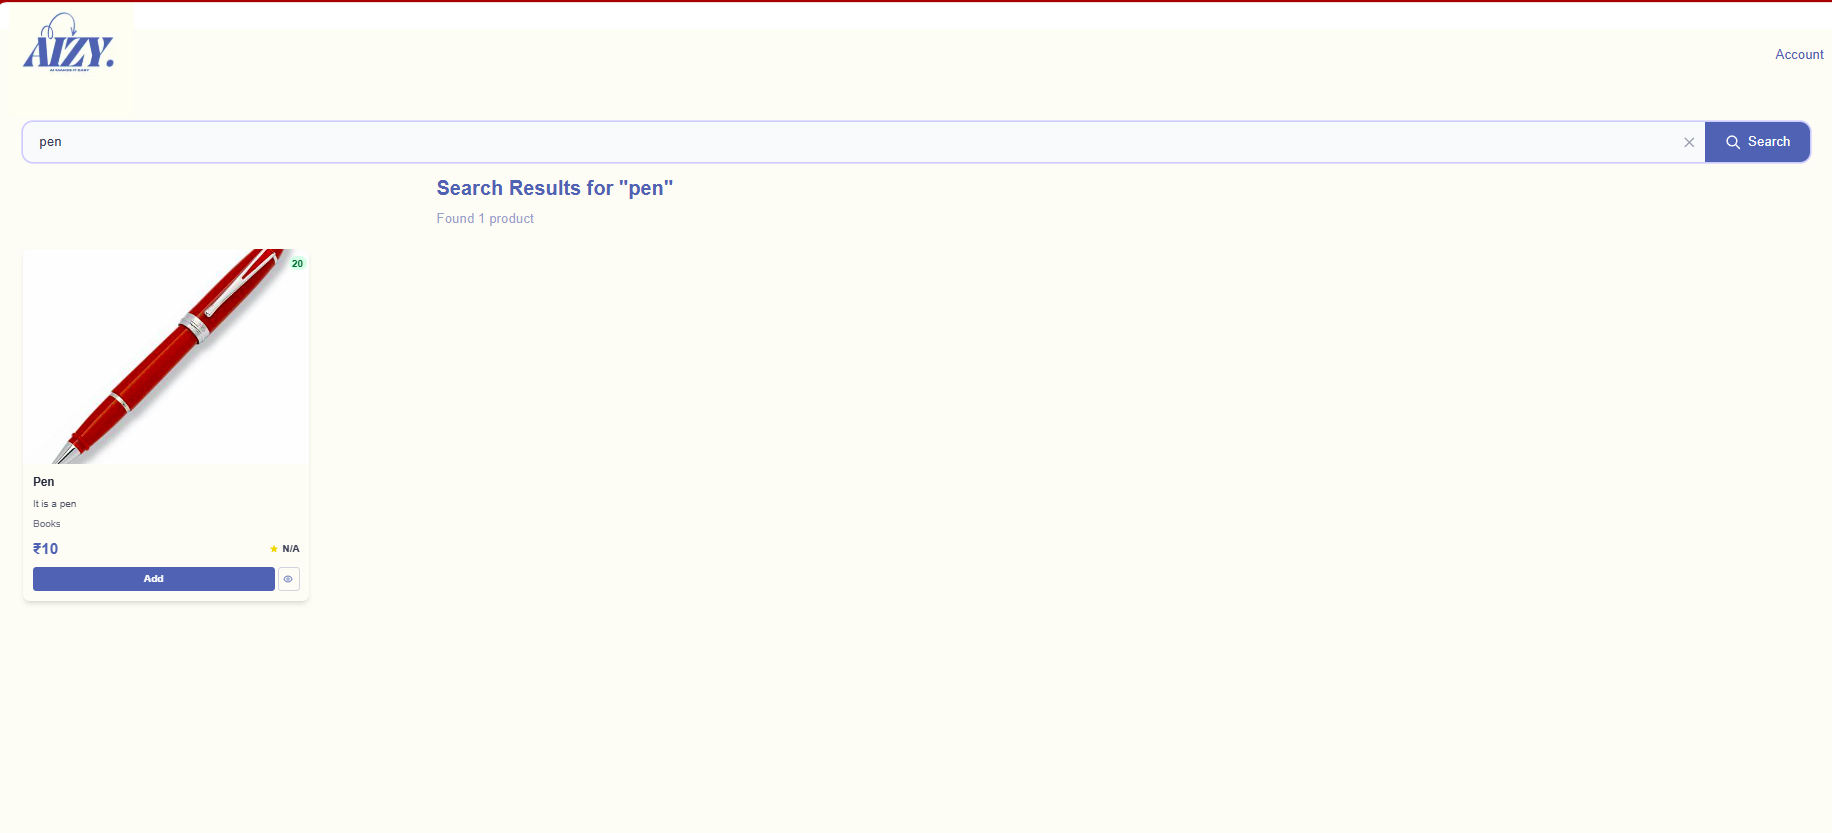 AIZY.
Account
pen
Search
Search Results for "pen"
Found 1 product
20
Pen
It is a pen
Books
₹10
N/A
Add